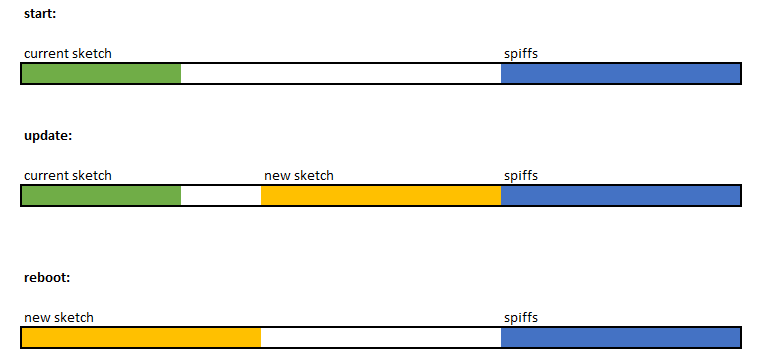 start:
current sketch spiffs
update:
current sketch new sketch spiffs
reboot:
new sketch spiffs